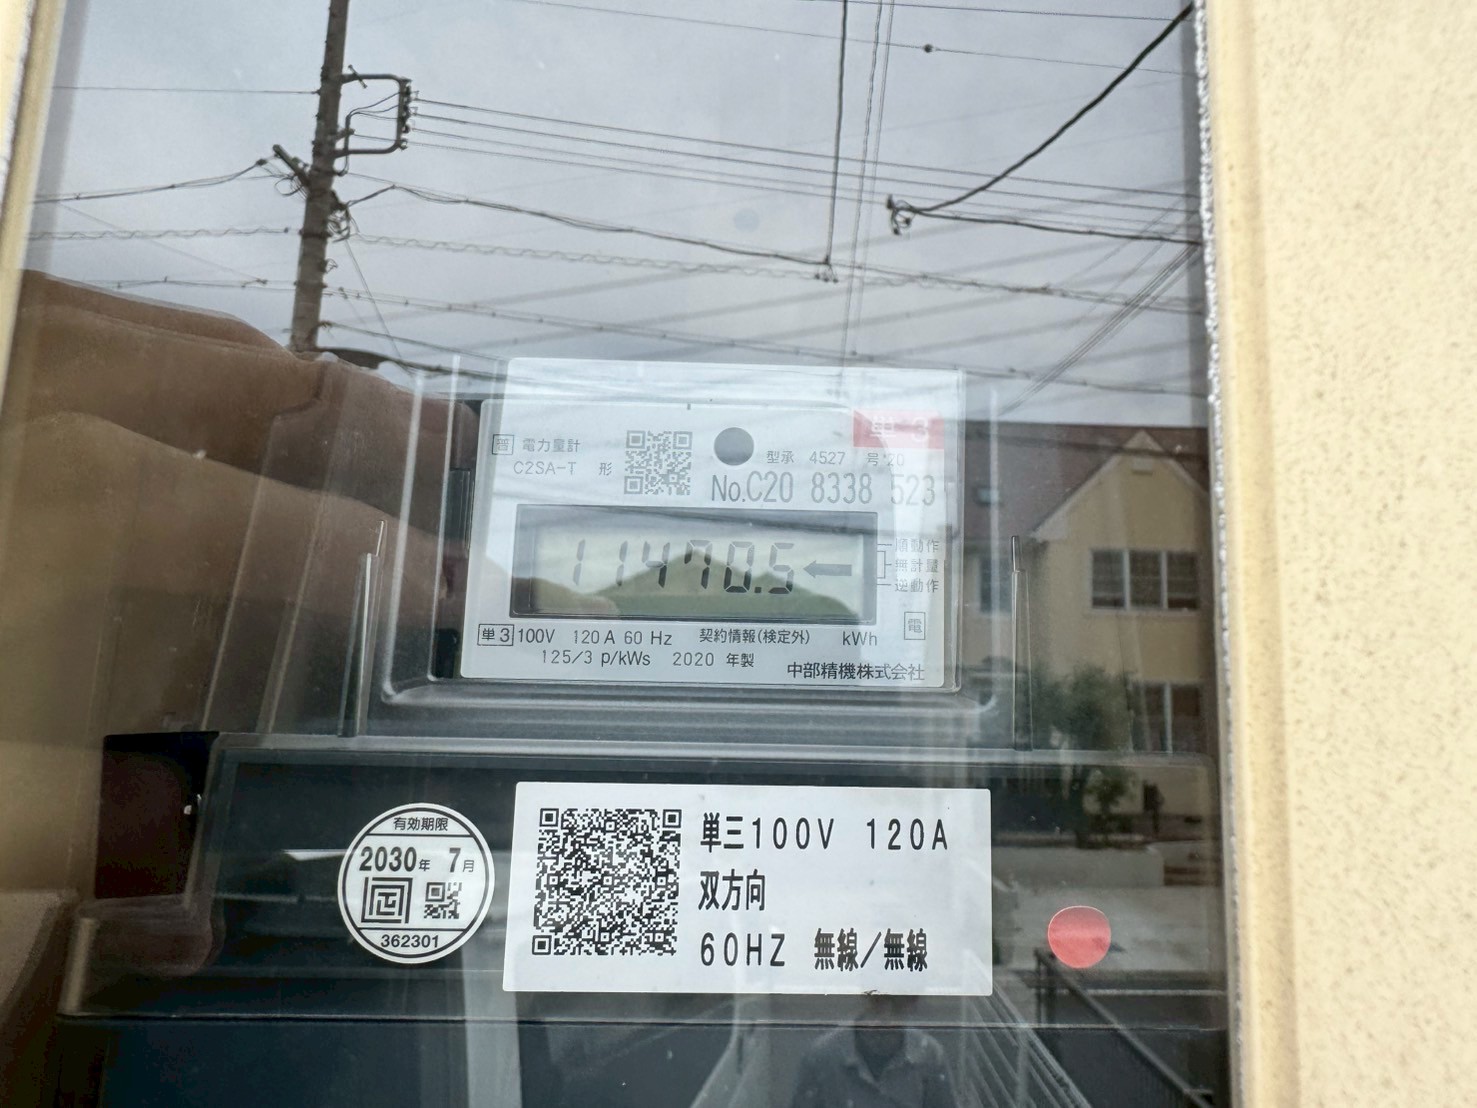 単3
普 電力量計
C2SA-T 形
型承 4527 号'20
No.C20 8338 523
11470.5 ←
順動作
無計量
逆動作
電
単3 100V 120A 60Hz 契約情報(検定外) kWh
125/3 p/kWs 2020 年製
中部精機株式会社
有効期限
2030年 7月
362301
単三100V 120A
双方向
60HZ 無線/無線